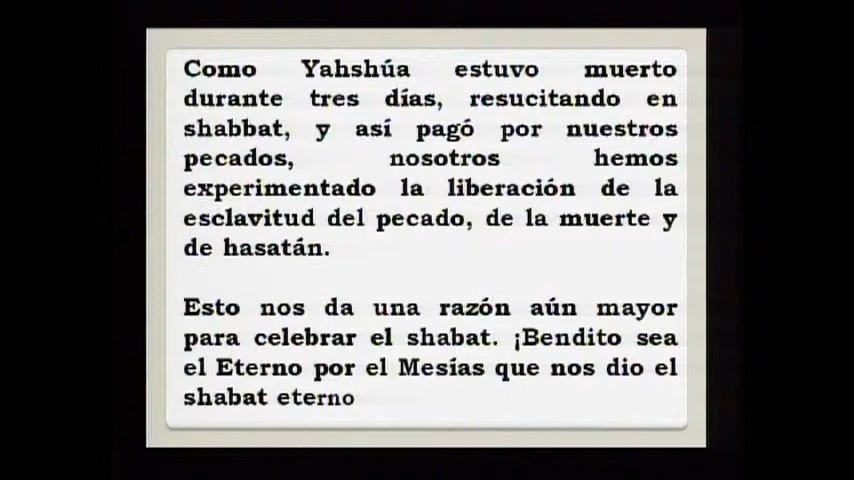 Como Yahshúa estuvo muerto
durante tres días, resucitando en
shabbat, y así pagó por nuestros
pecados, nosotros hemos
experimentado la liberación de la
esclavitud del pecado, de la muerte y
de hasatán.
Esto nos da una razón aún mayor
para celebrar el shabat. ¡Bendito sea
el Eterno por el Mesías que nos dio el
shabat eterno